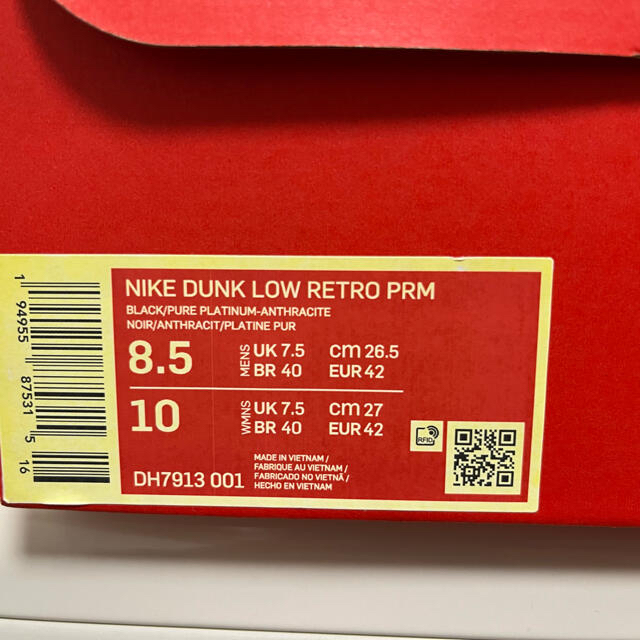 NIKE DUNK LOW RETRO PRM
BLACK/PURE PLATINUM-ANTHRACITE
NOIR/ANTHRACIT/PLATINE PUR
8.5 MENS UK 7.5 cm 26.5
BR 40 EUR 42
10 WMNS UK 7.5 cm 27
BR 40 EUR 42
DH7913 001
MADE IN VIETNAM /
FABRIQUE AU VIETNAM /
FABRICADO NO VIETNÃ /
HECHO EN VIETNAM
RFID
1 94955 87531 5 16